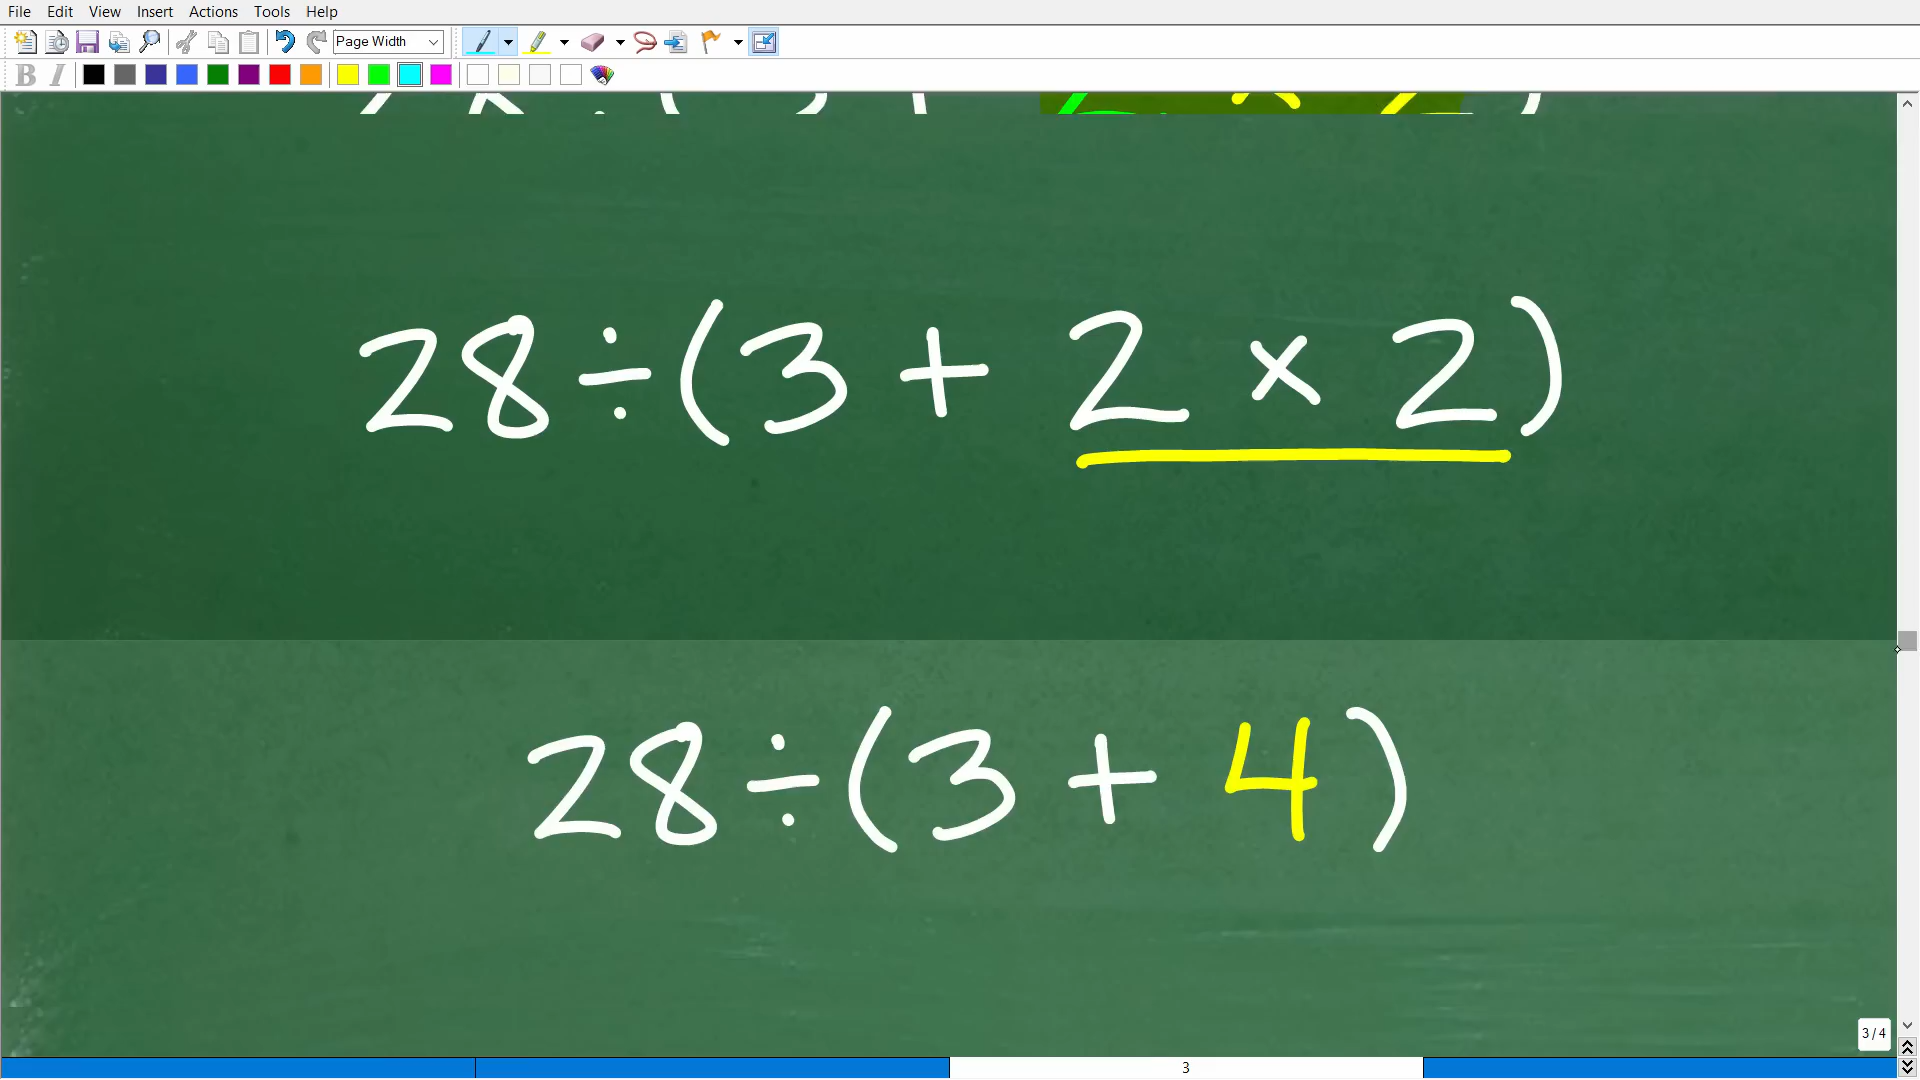 File Edit View Insert Actions Tools Help
Page Width
B I
28÷(3 + 2 × 2)
28÷(3 + 4)
3 / 4
3